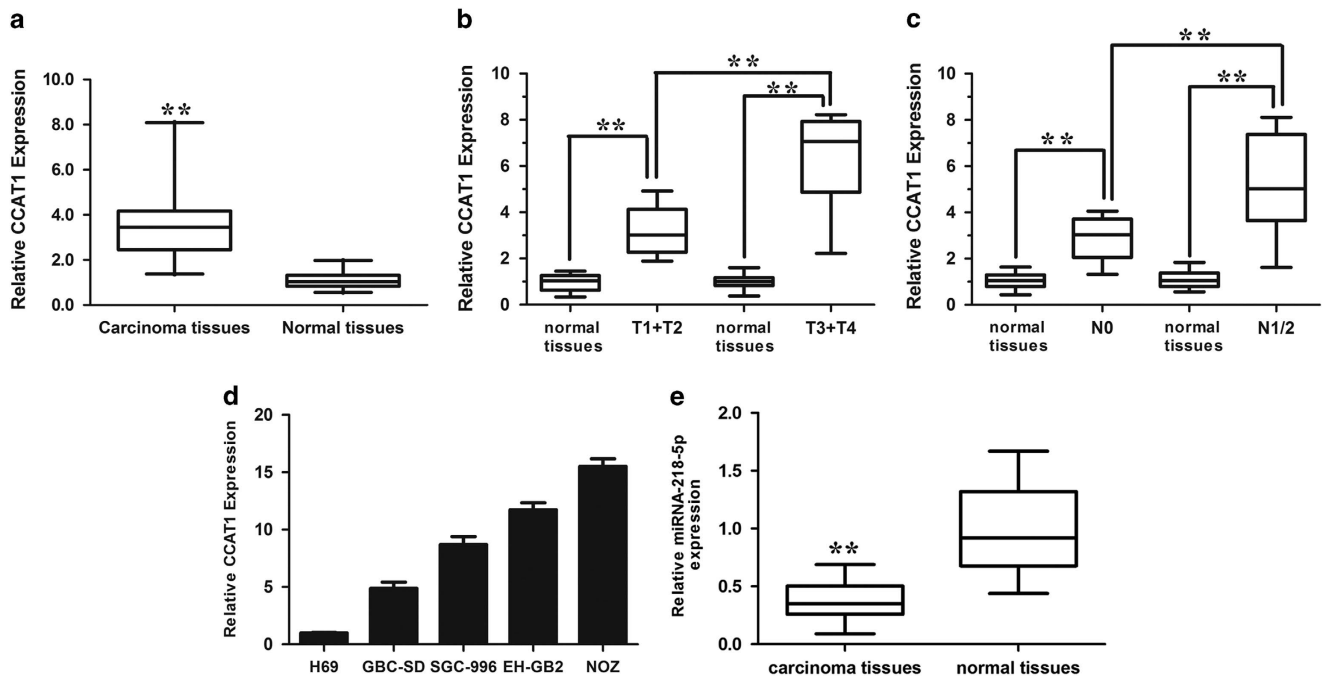 a
Relative CCAT1 Expression
10.0
8.0
6.0
4.0
2.0
0.0
**
Carcinoma tissues
Normal tissues
b
Relative CCAT1 Expression
10
8
6
4
2
0
**
**
**
normal
tissues
T1+T2
normal
tissues
T3+T4
c
Relative CCAT1 Expression
10
8
6
4
2
0
**
**
**
normal
tissues
N0
normal
tissues
N1/2
d
Relative CCAT1 Expression
20
15
10
5
0
H69
GBC-SD
SGC-996
EH-GB2
NOZ
e
Relative miRNA-218-5p
expression
2.0
1.5
1.0
0.5
0.0
**
carcinoma tissues
normal tissues